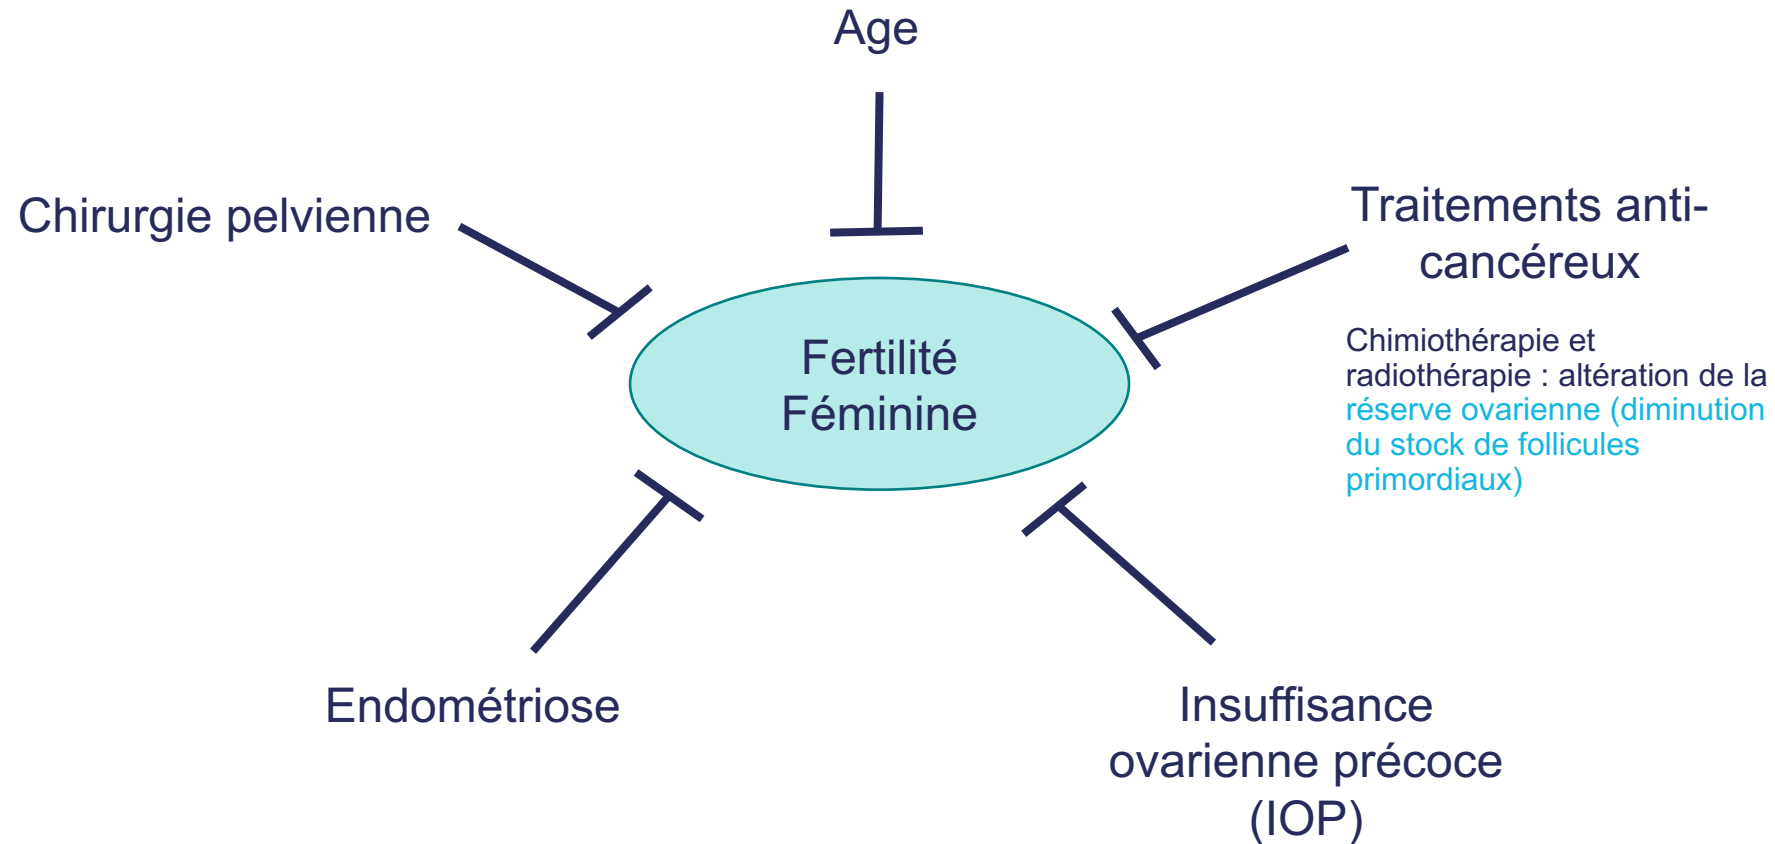 Age
Chirurgie pelvienne
Traitements anti-
cancéreux
Chimiothérapie et
radiothérapie : altération de la
réserve ovarienne (diminution
du stock de follicules
primordiaux)
Fertilité
Féminine
Endométriose
Insuffisance
ovarienne précoce
(IOP)